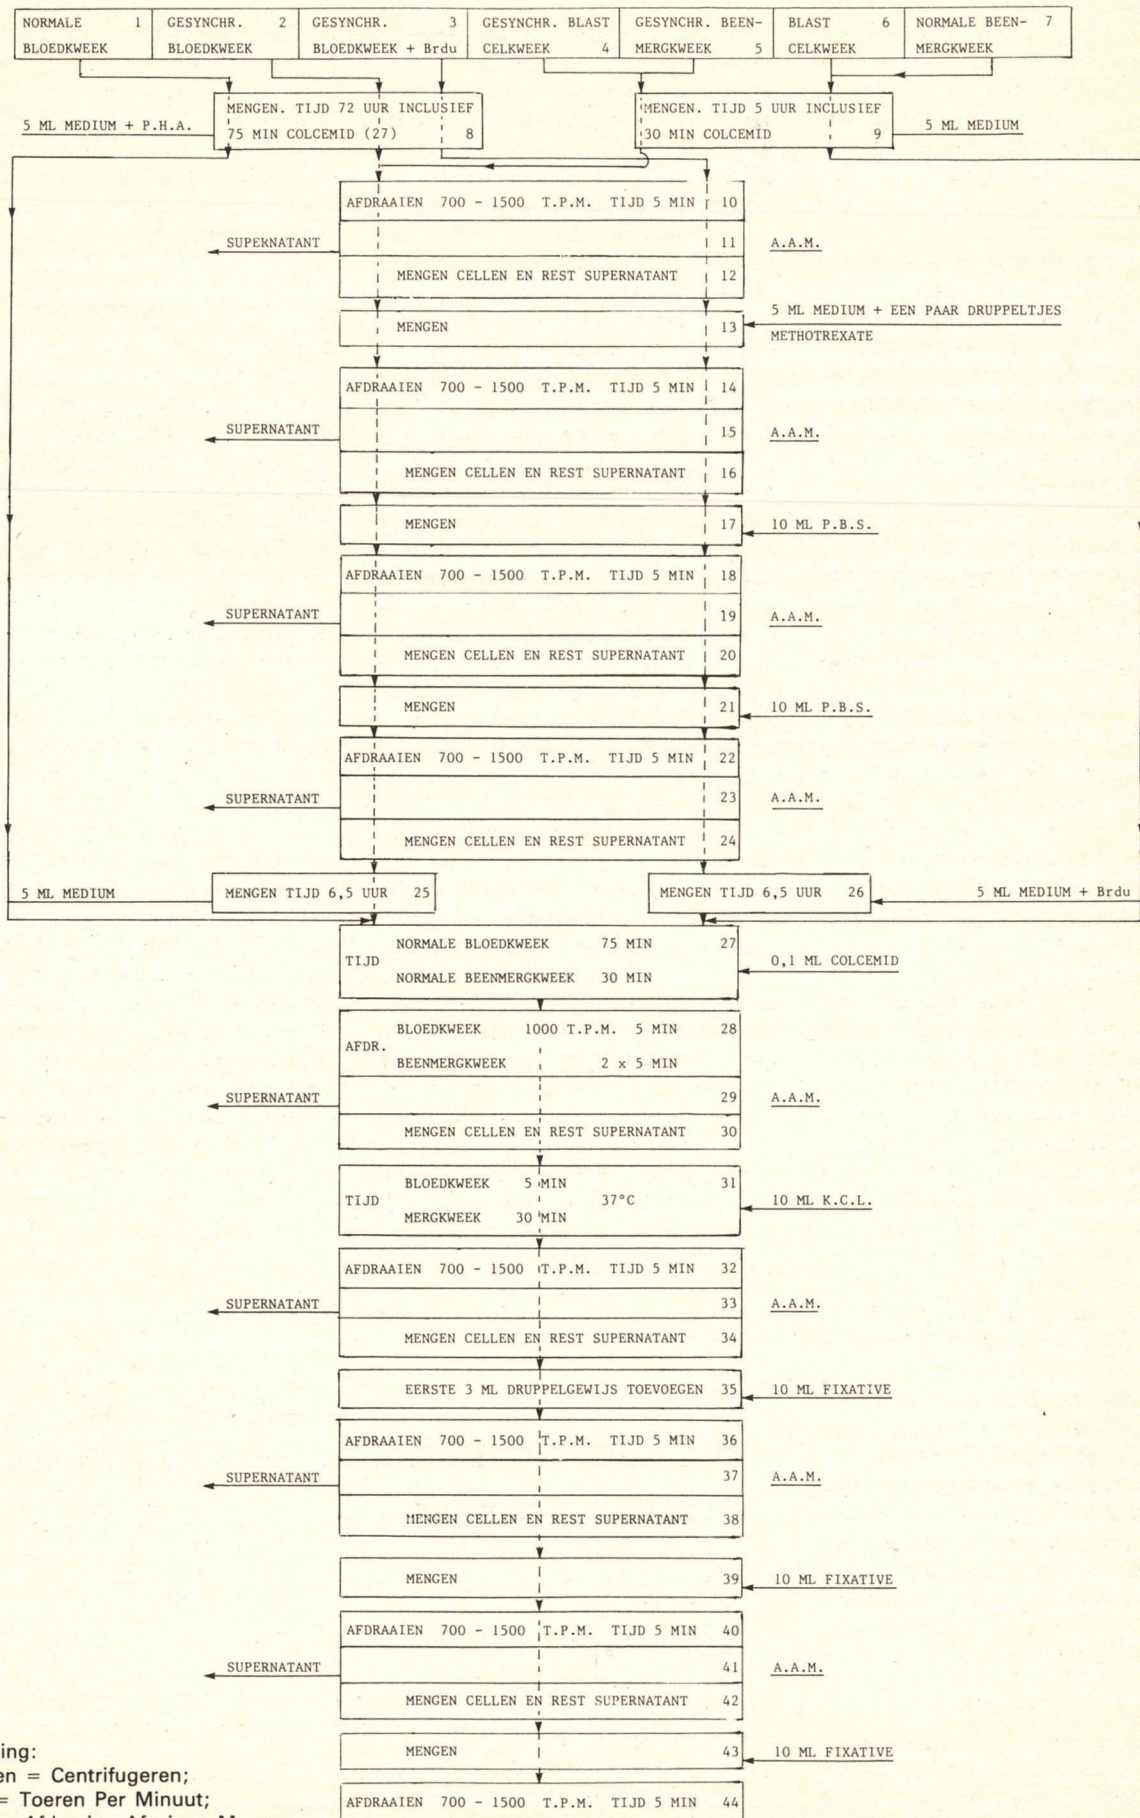 NORMALE 1
BLOEDKWEEK
GESYNCHR. 2
BLOEDKWEEK
GESYNCHR. 3
BLOEDKWEEK + Brdu
GESYNCHR. BLAST
CELKWEEK 4
GESYNCHR. BEEN-
MERGKWEEK 5
BLAST 6
CELKWEEK
NORMALE BEEN- 7
MERGKWEEK
5 ML MEDIUM + P.H.A.
MENGEN. TIJD 72 UUR INCLUSIEF
75 MIN COLCEMID (27) 8
MENGEN. TIJD 5 UUR INCLUSIEF
30 MIN COLCEMID 9
5 ML MEDIUM
AFDRAAIEN 700 - 1500 T.P.M. TIJD 5 MIN 10
SUPERNATANT 11 A.A.M.
MENGEN CELLEN EN REST SUPERNATANT 12
MENGEN 13
5 ML MEDIUM + EEN PAAR DRUPPELTJES
METHOTREXATE
AFDRAAIEN 700 - 1500 T.P.M. TIJD 5 MIN 14
SUPERNATANT 15 A.A.M.
MENGEN CELLEN EN REST SUPERNATANT 16
MENGEN 17 10 ML P.B.S.
AFDRAAIEN 700 - 1500 T.P.M. TIJD 5 MIN 18
SUPERNATANT 19 A.A.M.
MENGEN CELLEN EN REST SUPERNATANT 20
MENGEN 21 10 ML P.B.S.
AFDRAAIEN 700 - 1500 T.P.M. TIJD 5 MIN 22
SUPERNATANT 23 A.A.M.
MENGEN CELLEN EN REST SUPERNATANT 24
5 ML MEDIUM MENGEN TIJD 6,5 UUR 25 MENGEN TIJD 6,5 UUR 26 5 ML MEDIUM + Brdu
NORMALE BLOEDKWEEK 75 MIN 27
TIJD 0,1 ML COLCEMID
NORMALE BEENMERGKWEEK 30 MIN
BLOEDKWEEK 1000 T.P.M. 5 MIN 28
AFDR.
BEENMERGKWEEK 2 x 5 MIN
SUPERNATANT 29 A.A.M.
MENGEN CELLEN EN REST SUPERNATANT 30
BLOEDKWEEK 5 MIN 31
TIJD 37°C 10 ML K.C.L.
MERGKWEEK 30 MIN
AFDRAAIEN 700 - 1500 T.P.M. TIJD 5 MIN 32
SUPERNATANT 33 A.A.M.
MENGEN CELLEN EN REST SUPERNATANT 34
EERSTE 3 ML DRUPPELGEWIJS TOEVOEGEN 35 10 ML FIXATIVE
AFDRAAIEN 700 - 1500 T.P.M. TIJD 5 MIN 36
SUPERNATANT 37 A.A.M.
MENGEN CELLEN EN REST SUPERNATANT 38
MENGEN 39 10 ML FIXATIVE
AFDRAAIEN 700 - 1500 T.P.M. TIJD 5 MIN 40
SUPERNATANT 41 A.A.M.
MENGEN CELLEN EN REST SUPERNATANT 42
MENGEN 43 10 ML FIXATIVE
AFDRAAIEN 700 - 1500 T.P.M. TIJD 5 MIN 44
ing:
en = Centrifugeren;
= Toeren Per Minuut;